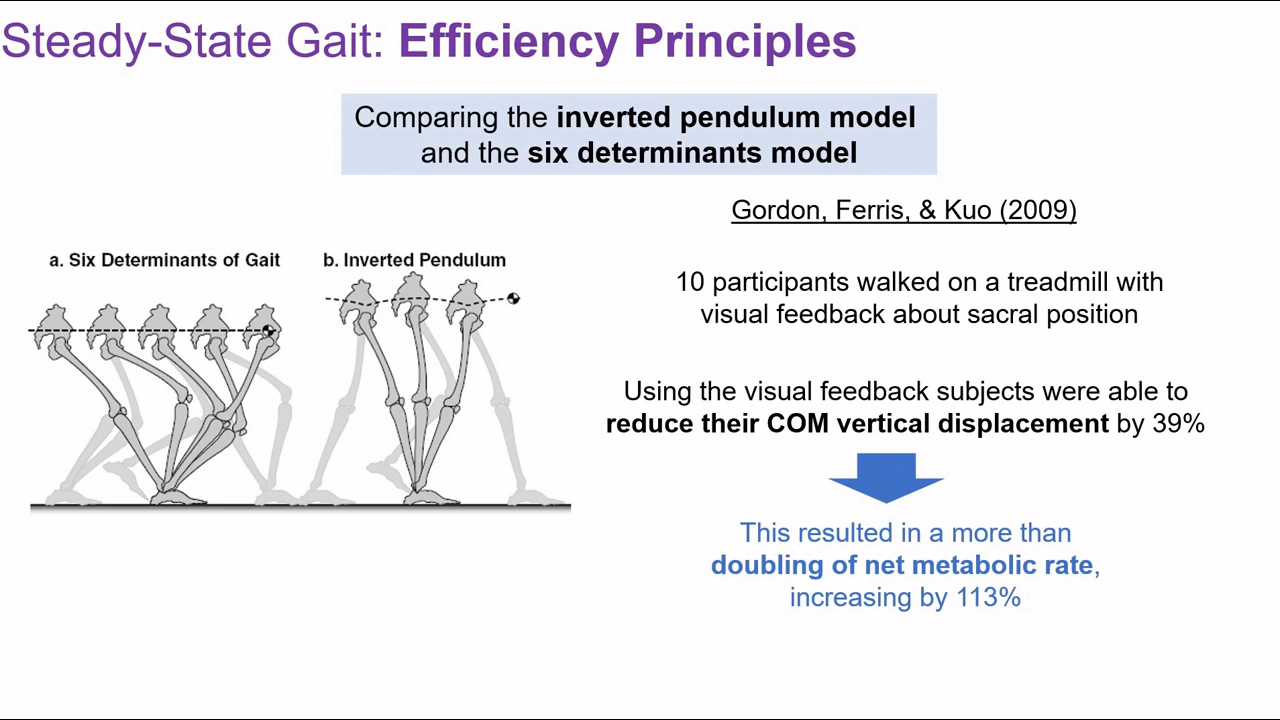 Steady-State Gait: Efficiency Principles
Comparing the inverted pendulum model
and the six determinants model
Gordon, Ferris, & Kuo (2009)
a. Six Determinants of Gait
b. Inverted Pendulum
10 participants walked on a treadmill with
visual feedback about sacral position
Using the visual feedback subjects were able to
reduce their COM vertical displacement by 39%
This resulted in a more than
doubling of net metabolic rate,
increasing by 113%